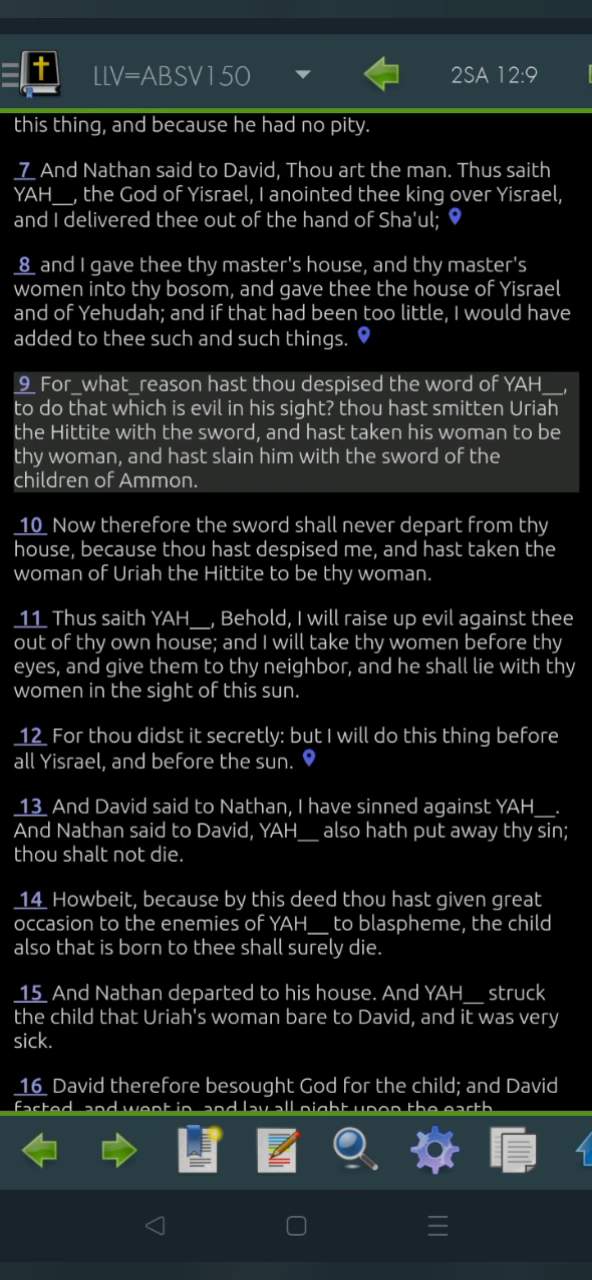 LLV=ABSV150
2SA 12:9
this thing, and because he had no pity.
7 And Nathan said to David, Thou art the man. Thus saith
YAH__, the God of Yisrael, I anointed thee king over Yisrael,
and I delivered thee out of the hand of Sha'ul;
8 and I gave thee thy master's house, and thy master's
women into thy bosom, and gave thee the house of Yisrael
and of Yehudah; and if that had been too little, I would have
added to thee such and such things.
9 For_what_reason hast thou despised the word of YAH__,
to do that which is evil in his sight? thou hast smitten Uriah
the Hittite with the sword, and hast taken his woman to be
thy woman, and hast slain him with the sword of the
children of Ammon.
10 Now therefore the sword shall never depart from thy
house, because thou hast despised me, and hast taken the
woman of Uriah the Hittite to be thy woman.
11 Thus saith YAH__, Behold, I will raise up evil against thee
out of thy own house; and I will take thy women before thy
eyes, and give them to thy neighbor, and he shall lie with thy
women in the sight of this sun.
12 For thou didst it secretly: but I will do this thing before
all Yisrael, and before the sun.
13 And David said to Nathan, I have sinned against YAH__.
And Nathan said to David, YAH__ also hath put away thy sin;
thou shalt not die.
14 Howbeit, because by this deed thou hast given great
occasion to the enemies of YAH__ to blaspheme, the child
also that is born to thee shall surely die.
15 And Nathan departed to his house. And YAH__ struck
the child that Uriah's woman bare to David, and it was very
sick.
16 David therefore besought God for the child; and David
fasted, and went in, and lay all night upon the earth.